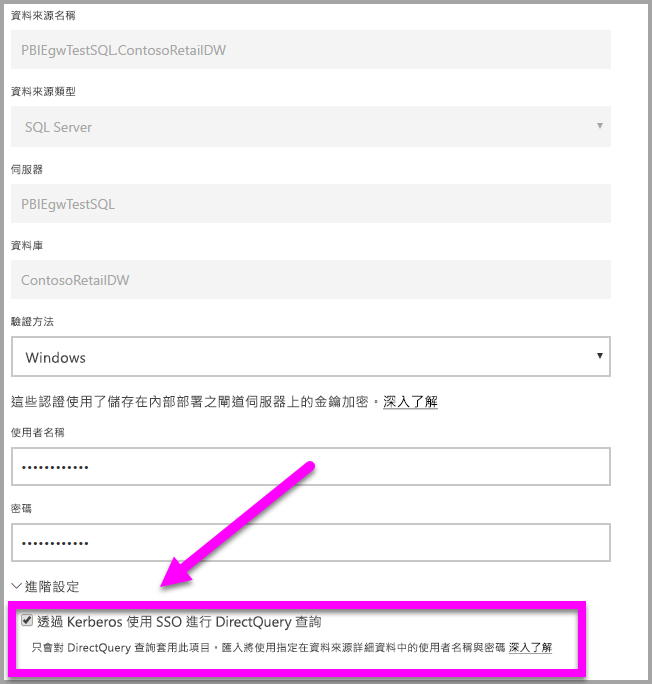 資料來源名稱
PBIEgwTestSQL.ContosoRetailDW
資料來源類型
SQL Server
伺服器
PBIEgwTestSQL
資料庫
ContosoRetailDW
驗證方法
Windows
這些認證使用了儲存在內部部署之閘道伺服器上的金鑰加密。深入了解
使用者名稱
••••••••••••
密碼
••••••••••••
進階設定
透過 Kerberos 使用 SSO 進行 DirectQuery 查詢
只會對 DirectQuery 查詢套用此項目，匯入將使用指定在資料來源詳細資料中的使用者名稱與密碼 深入了解